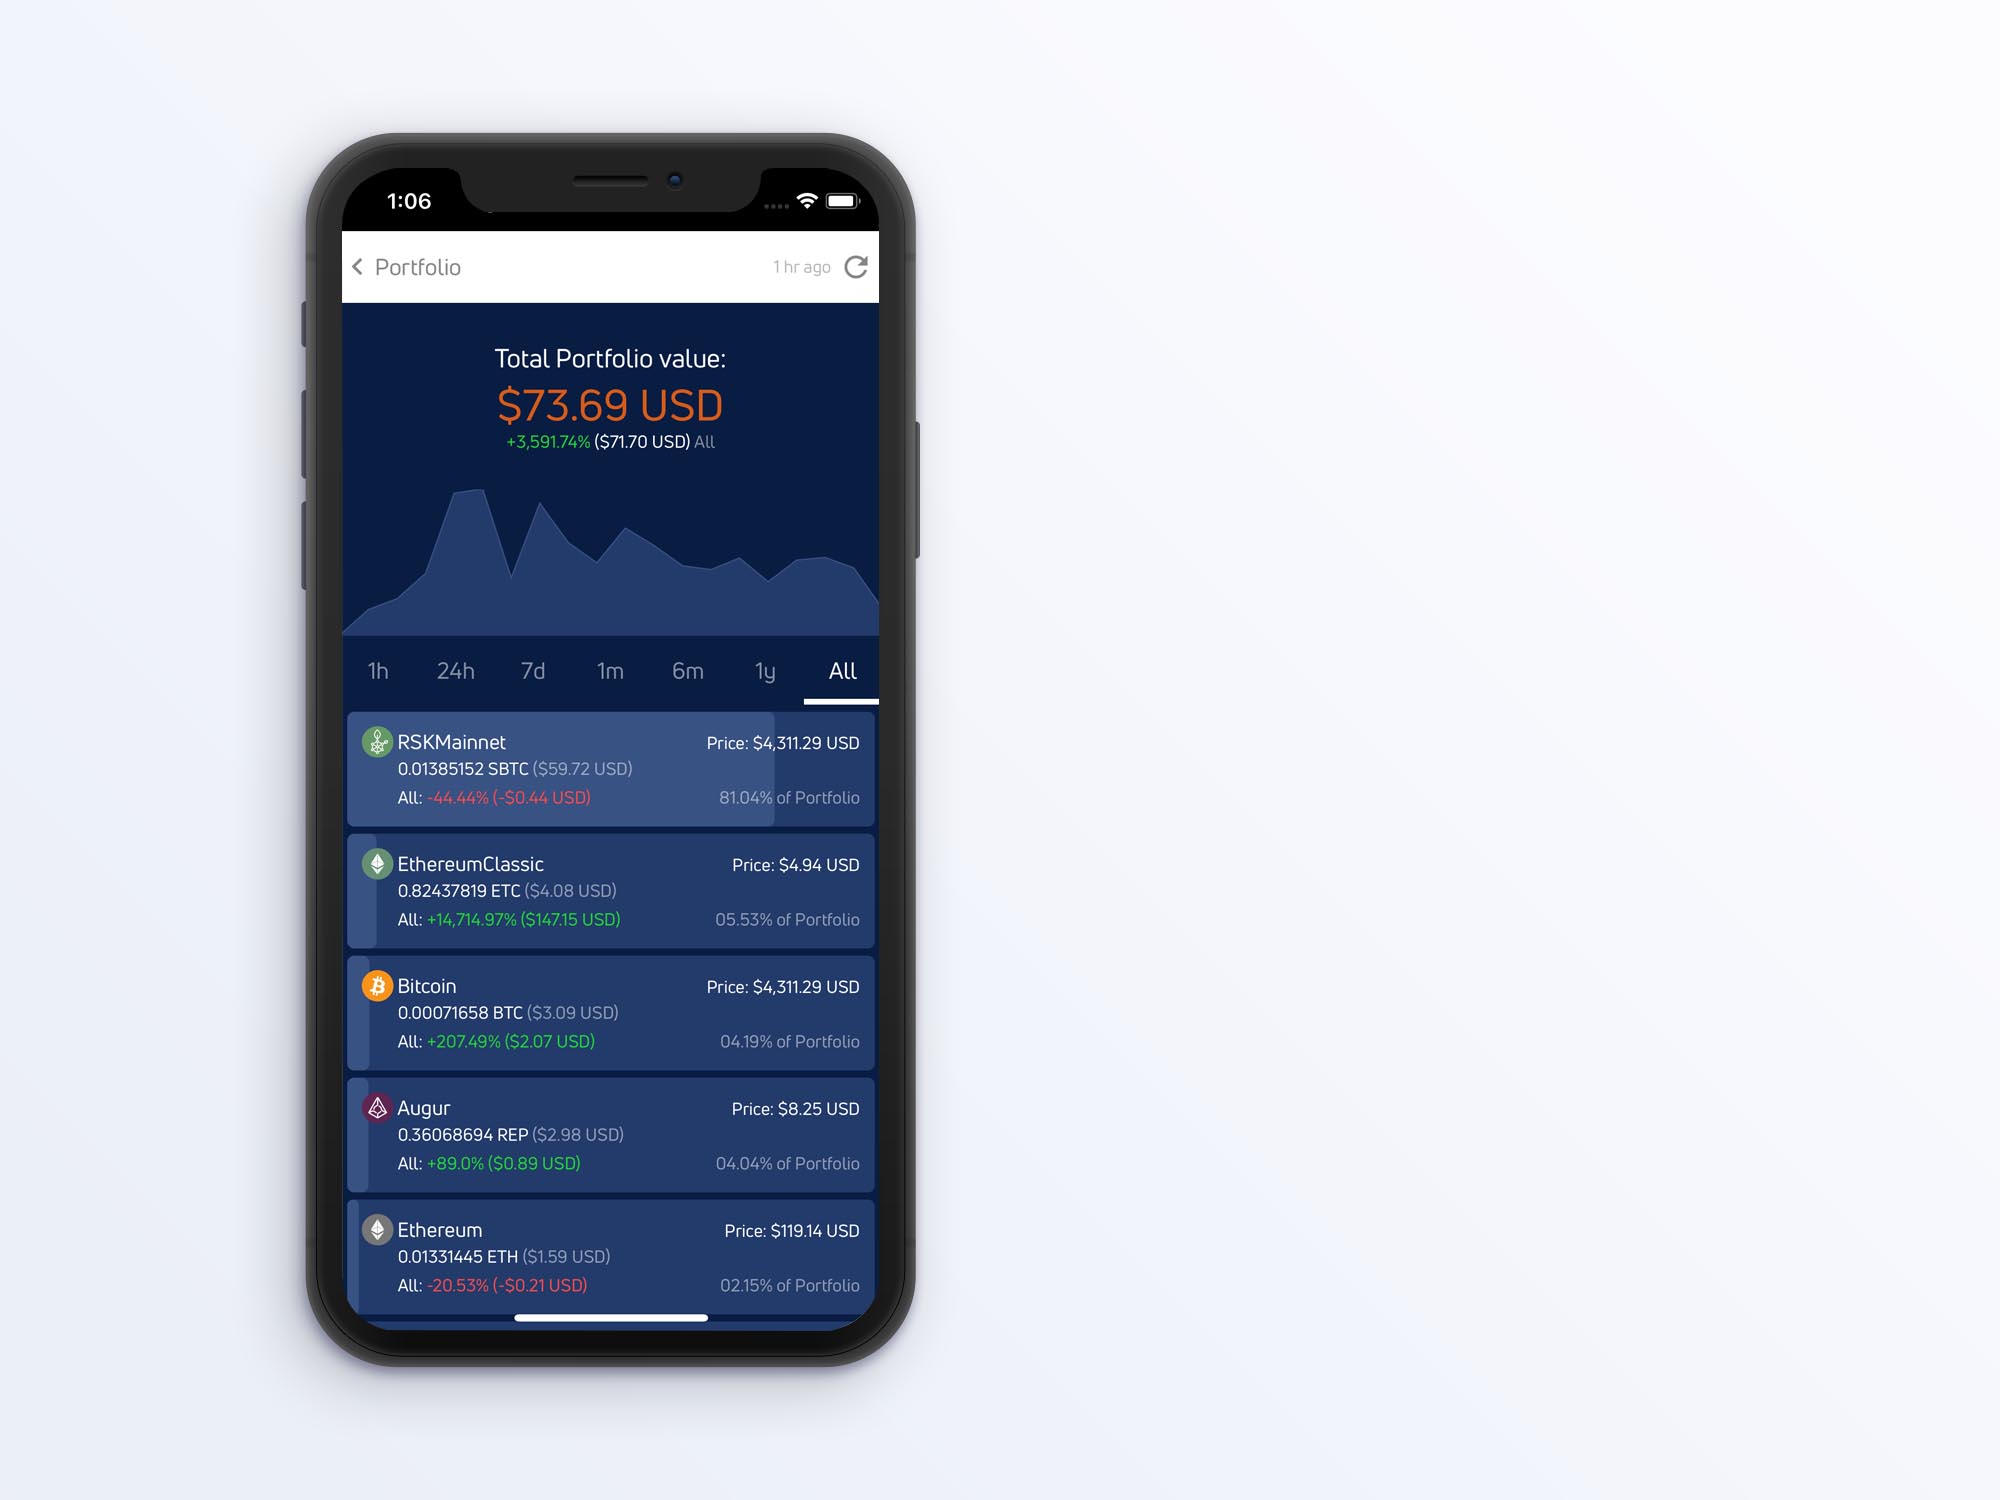 1:06
Portfolio
1 hr ago
Total Portfolio value:
$73.69 USD
+3,591.74% ($71.70 USD) All
1h 24h 7d 1m 6m 1y All
RSKMainnet Price: $4,311.29 USD
0.01385152 SBTC ($59.72 USD)
All: -44.44% (-$0.44 USD) 81.04% of Portfolio
EthereumClassic Price: $4.94 USD
0.82437819 ETC ($4.08 USD)
All: +14,714.97% ($147.15 USD) 05.53% of Portfolio
Bitcoin Price: $4,311.29 USD
0.00071658 BTC ($3.09 USD)
All: +207.49% ($2.07 USD) 04.19% of Portfolio
Augur Price: $8.25 USD
0.36068694 REP ($2.98 USD)
All: +89.0% ($0.89 USD) 04.04% of Portfolio
Ethereum Price: $119.14 USD
0.01331445 ETH ($1.59 USD)
All: -20.53% (-$0.21 USD) 02.15% of Portfolio